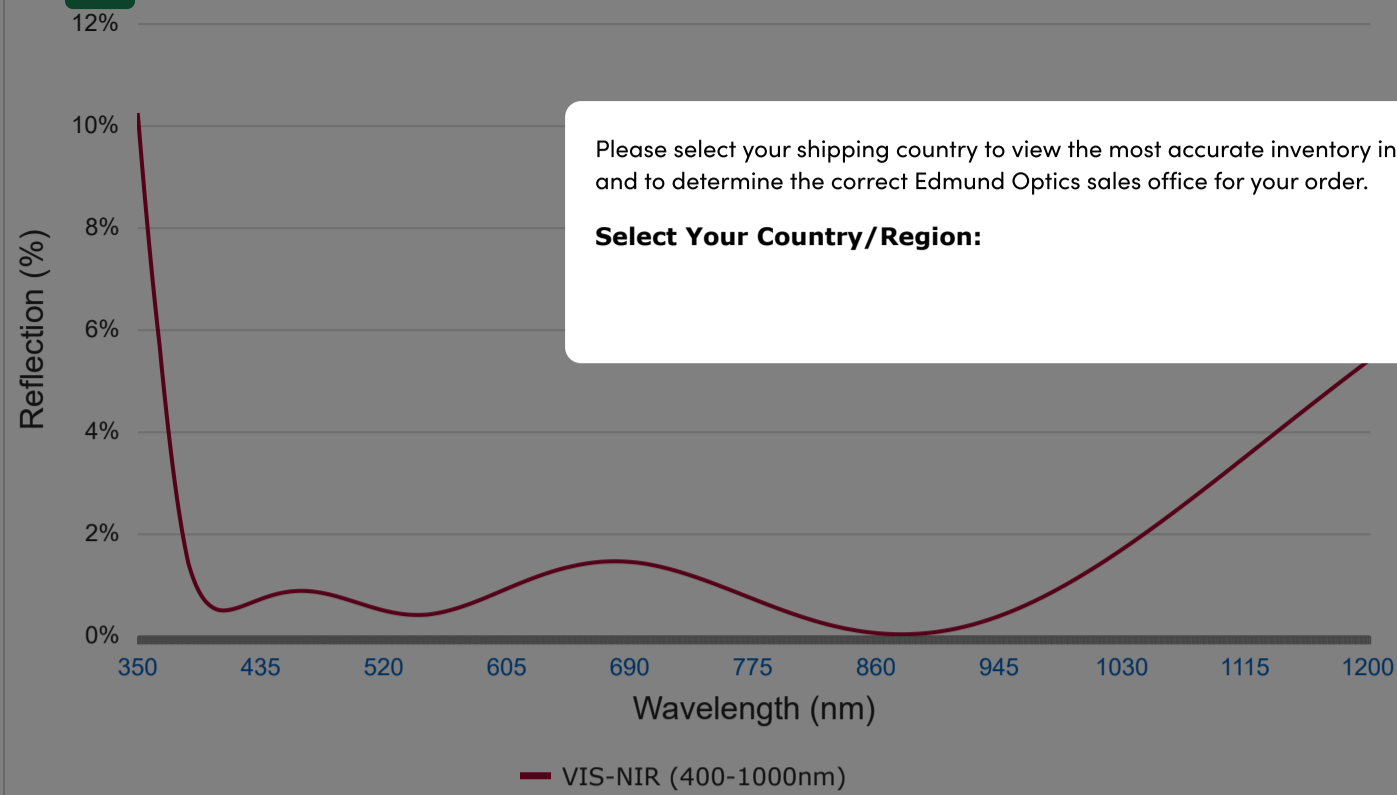 12%
10%
8%
6%
4%
2%
0%
Reflection (%)
Please select your shipping country to view the most accurate inventory in
and to determine the correct Edmund Optics sales office for your order.
Select Your Country/Region:
350 435 520 605 690 775 860 945 1030 1115 1200
Wavelength (nm)
VIS-NIR (400-1000nm)